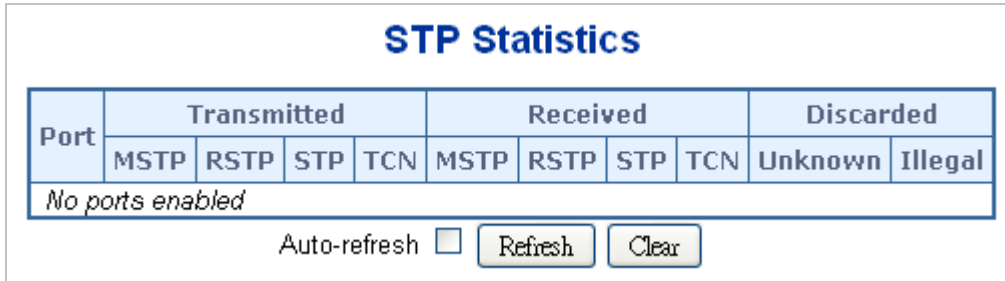 STP Statistics
Port Transmitted Received Discarded
MSTP RSTP STP TCN MSTP RSTP STP TCN Unknown Illegal
No ports enabled
Auto-refresh Refresh Clear